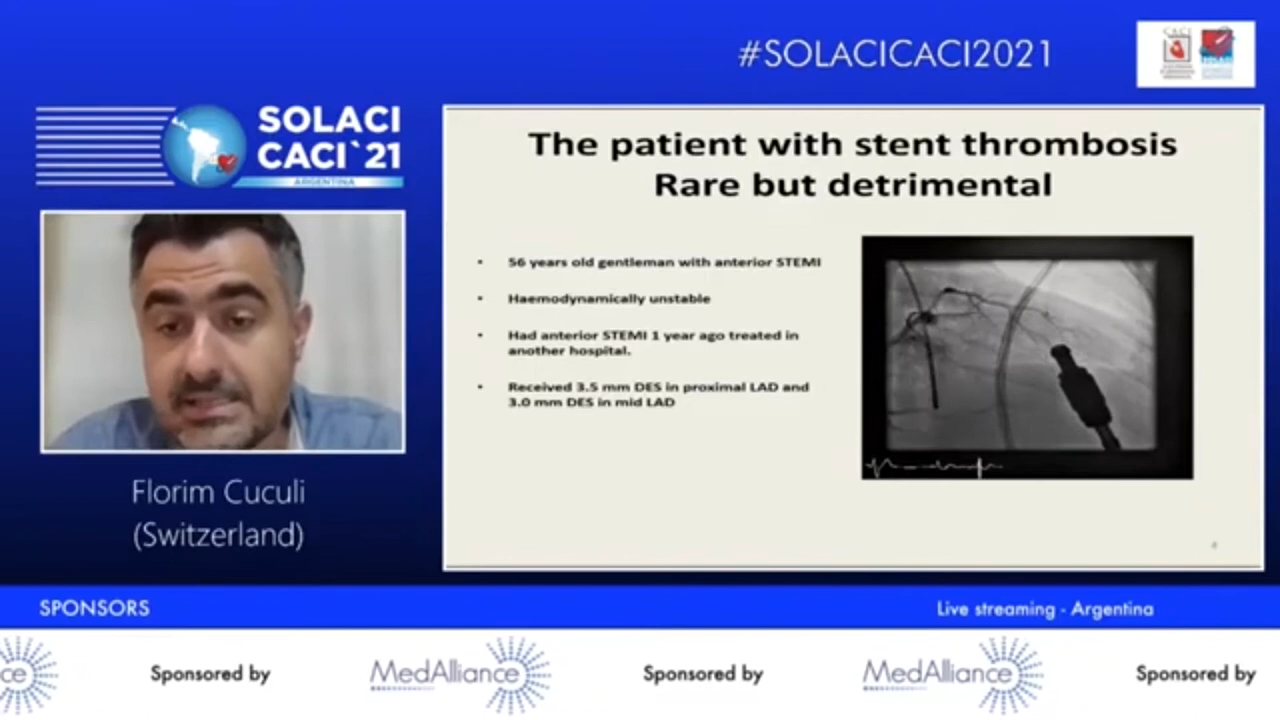 #SOLACICACI2021
CACI
SOLACI
SOLACI
CACI`21
ARGENTINA
The patient with stent thrombosis
Rare but detrimental
• 56 years old gentleman with anterior STEMI
• Haemodynamically unstable
• Had anterior STEMI 1 year ago treated in
another hospital.
• Received 3.5 mm DES in proximal LAD and
3.0 mm DES in mid LAD
Florim Cuculi
(Switzerland)
SPONSORS
Live streaming - Argentina
ce
Sponsored by
MedAlliance
Sponsored by
MedAlliance
Sponsored by